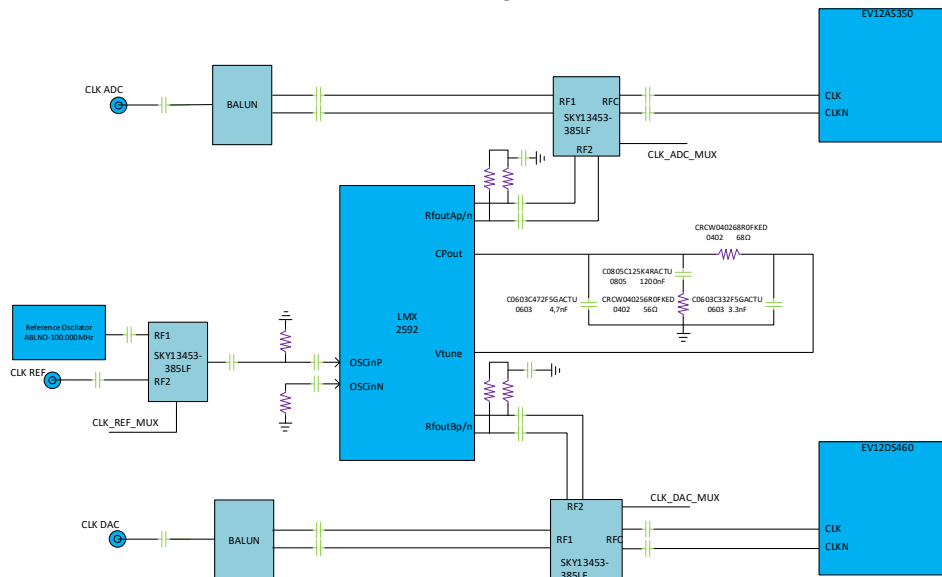 EV12AS350
CLK ADC
BALUN
RF1 RFC
SKY13453-
385LF
RF2
CLK
CLKN
CLK_ADC_MUX
RfoutAp/n
CPout
CRCW040268R0FKED
0402 68Ω
C0805C125K4RACTU
0805 1200nF
C0603C472F5GACTU
0603 4,7nF
CRCW040256R0FKED
0402 56Ω
C0603C332F5GACTU
0603 3.3nF
LMX
2592
Reference Oscilator
ABLNO-100.000MHz
RF1
SKY13453-
385LF
RF2
CLK REF
CLK_REF_MUX
OSCinP
OSCinN
Vtune
RfoutBp/n
EV12DS460
CLK_DAC_MUX
CLK DAC
BALUN
RF2
RF1 RFC
SKY13453-
385LF
CLK
CLKN